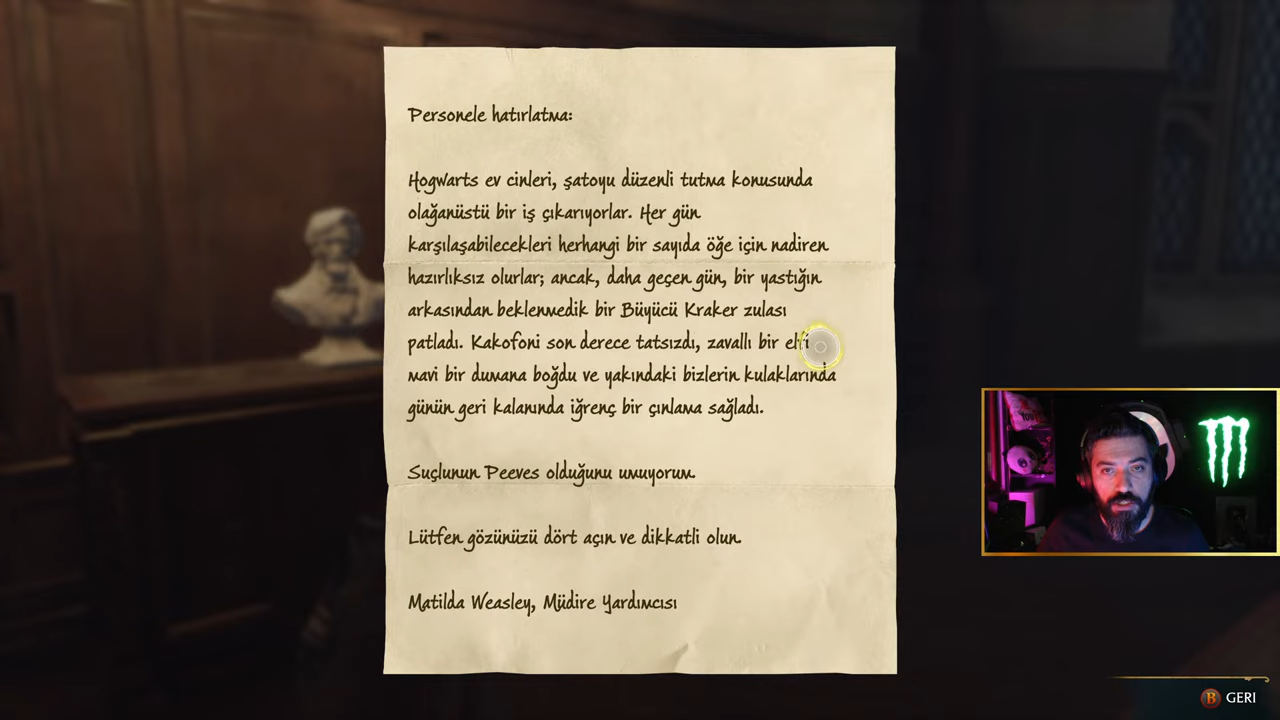 Personele hatırlatma:
Hogwarts ev cinleri, şatoyu düzenli tutma konusunda
olağanüstü bir iş çıkarıyorlar. Her gün
karşılaşabilecekleri herhangi bir sayıda öğe için nadiren
hazırlıksız olurlar; ancak, daha geçen gün, bir yastığın
arkasından beklenmedik bir Büyücü Kraker zulası
patladı. Kakofoni son derece tatsızdı, zavallı bir elfi
mavi bir dumana boğdu ve yakındaki bizlerin kulaklarında
günün geri kalanında iğrenç bir çınlama sağladı.
Suçlunun Peeves olduğunu umuyorum.
Lütfen gözünüzü dört açın ve dikkatli olun.
Matilda Weasley, Müdire Yardımcısı
B GERİ